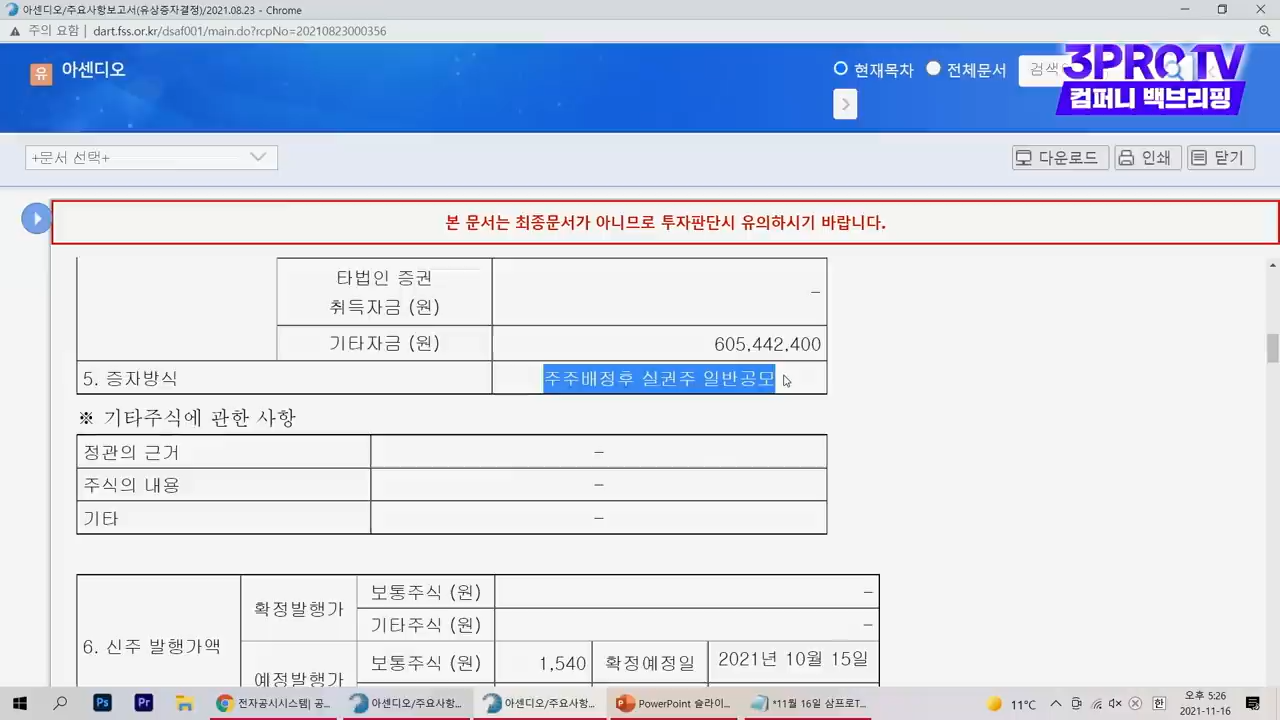 아센디오/주요사항보고서(유상증자결정)/2021.08.23 - Chrome
주의 요함 | dart.fss.or.kr/dsaf001/main.do?rcpNo=20210823000356
유 아센디오
현재목차 전체문서 검색
3PROTV
컴퍼니 백브리핑
+문서 선택+
다운로드 인쇄 닫기
본 문서는 최종문서가 아니므로 투자판단시 유의하시기 바랍니다.
타법인 증권
취득자금 (원) -
기타자금 (원) 605,442,400
5. 증자방식 주주배정후 실권주 일반공모
※ 기타주식에 관한 사항
정관의 근거 -
주식의 내용 -
기타 -
6. 신주 발행가액 확정발행가 보통주식 (원) -
기타주식 (원) -
예정발행가 보통주식 (원) 1,540 확정예정일 2021년 10월 15일
Ps Pr 전자공시시스템| 공... 아센디오/주요사항... 아센디오/주요사항... PowerPoint 슬라이... *11월 16일_삼프로T... 11°C 한 오후 5:26
2021-11-16